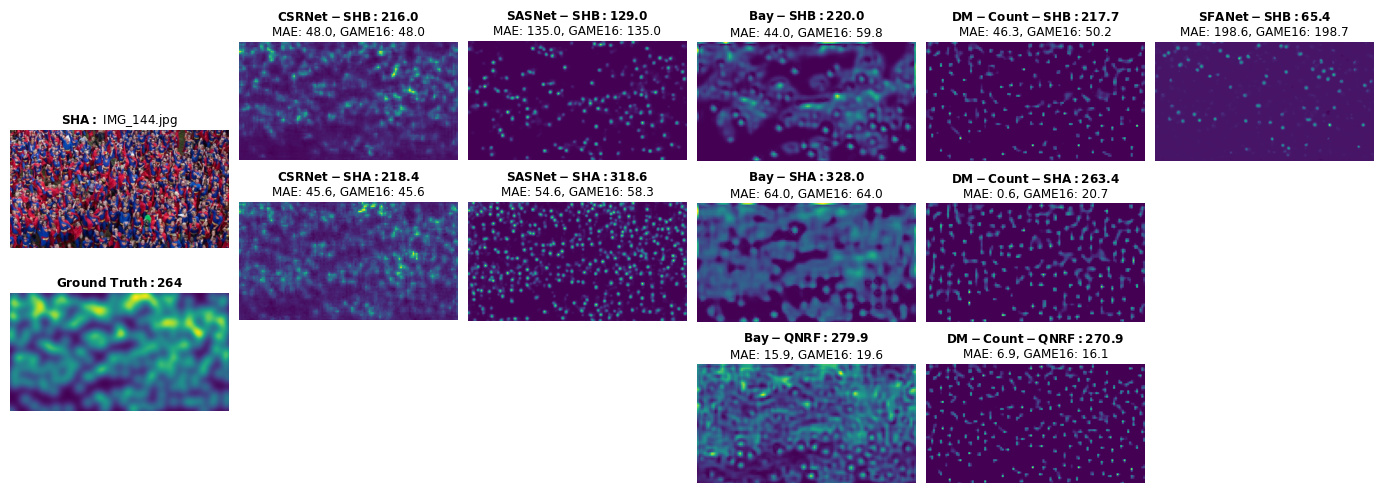 SHA: IMG_144.jpg
Ground Truth:264
CSRNet-SHB:216.0
MAE: 48.0, GAME16: 48.0
SASNet-SHB:129.0
MAE: 135.0, GAME16: 135.0
Bay-SHB:220.0
MAE: 44.0, GAME16: 59.8
DM-Count-SHB:217.7
MAE: 46.3, GAME16: 50.2
SFANet-SHB:65.4
MAE: 198.6, GAME16: 198.7
CSRNet-SHA:218.4
MAE: 45.6, GAME16: 45.6
SASNet-SHA:318.6
MAE: 54.6, GAME16: 58.3
Bay-SHA:328.0
MAE: 64.0, GAME16: 64.0
DM-Count-SHA:263.4
MAE: 0.6, GAME16: 20.7
Bay-QNRF:279.9
MAE: 15.9, GAME16: 19.6
DM-Count-QNRF:270.9
MAE: 6.9, GAME16: 16.1